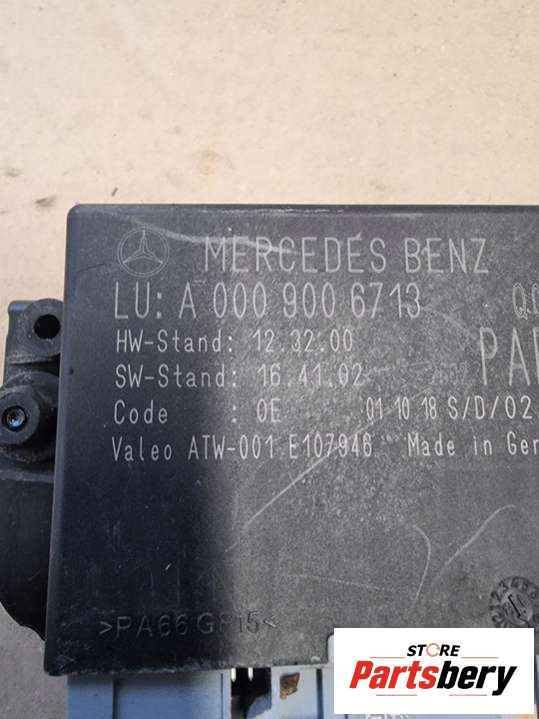 MERCEDES BENZ
LU: A 000 900 6713
HW-Stand: 12.32.00
SW-Stand: 16.41.02
Code : 0E 01 10 18 S/D/02
Valeo ATW-001 E107946 Made in Ger
>PA66 GF15<
STORE
Partsbery